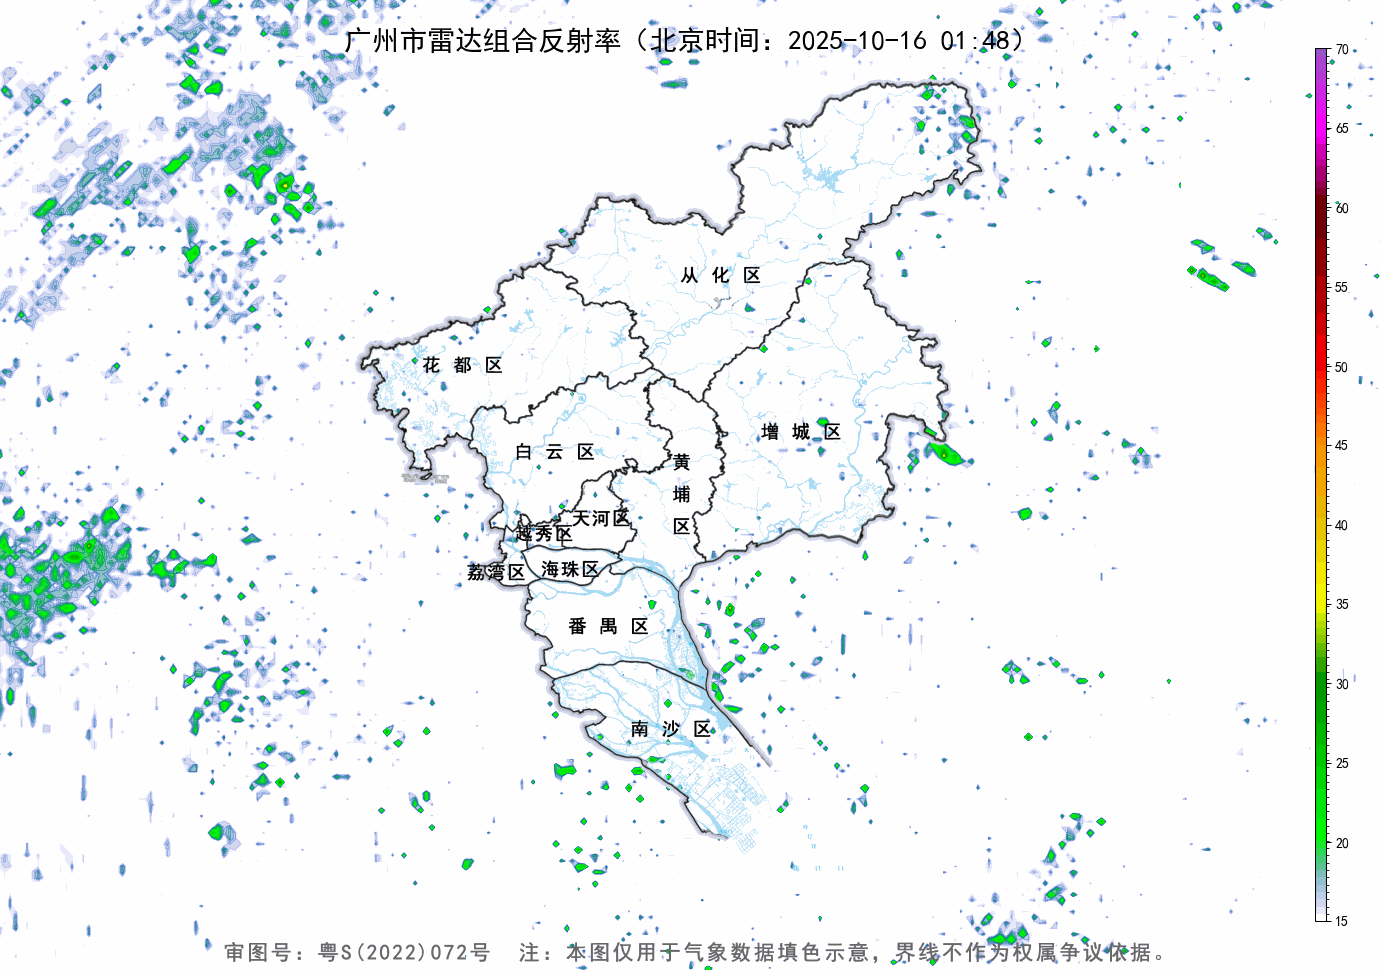 广州市雷达组合反射率（北京时间：2025-10-16 01:48）
70
65
60
55
50
45
40
35
30
25
20
15
从化区
花都区
增城区
白云区
黄埔区
天河区
越秀区
海珠区
荔湾区
番禺区
南沙区
审图号：粤S(2022)072号 注：本图仅用于气象数据填色示意，界线不作为权属争议依据。